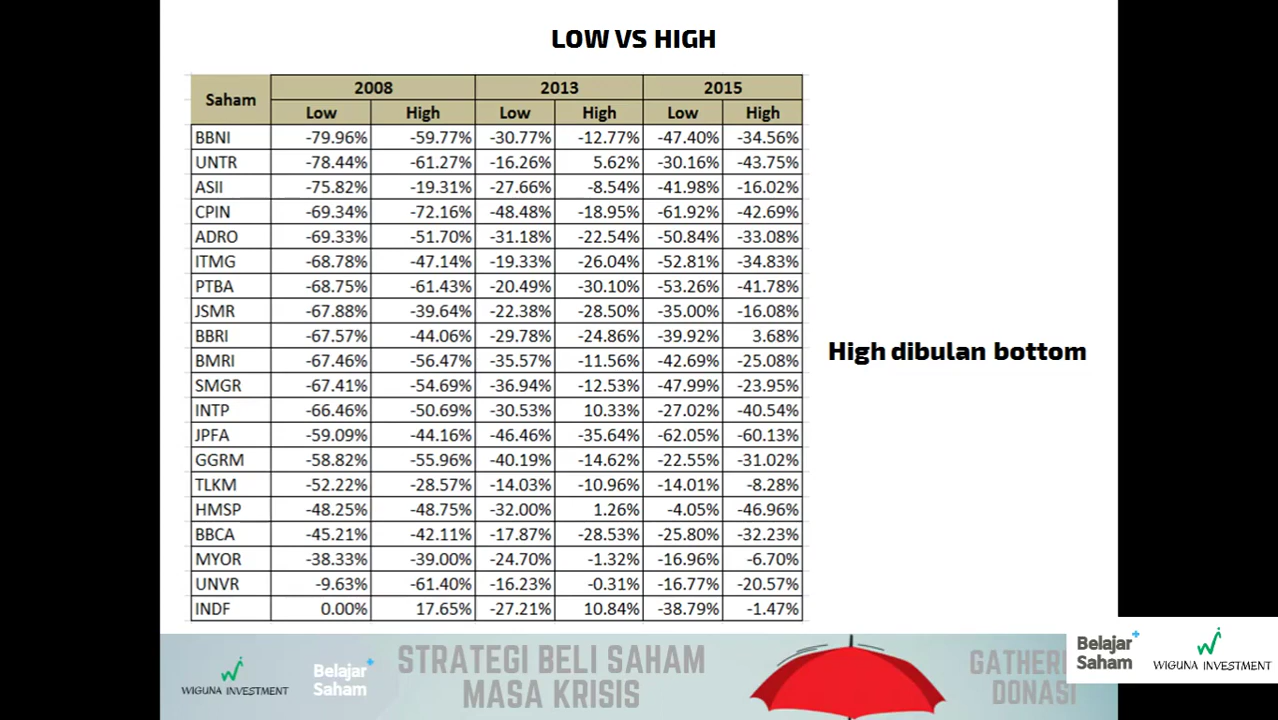 LOW VS HIGH
Saham 2008 2013 2015
Low High Low High Low High
BBNI -79.96% -59.77% -30.77% -12.77% -47.40% -34.56%
UNTR -78.44% -61.27% -16.26% 5.62% -30.16% -43.75%
ASII -75.82% -19.31% -27.66% -8.54% -41.98% -16.02%
CPIN -69.34% -72.16% -48.48% -18.95% -61.92% -42.69%
ADRO -69.33% -51.70% -31.18% -22.54% -50.84% -33.08%
ITMG -68.78% -47.14% -19.33% -26.04% -52.81% -34.83%
PTBA -68.75% -61.43% -20.49% -30.10% -53.26% -41.78%
JSMR -67.88% -39.64% -22.38% -28.50% -35.00% -16.08%
BBRI -67.57% -44.06% -29.78% -24.86% -39.92% 3.68%
BMRI -67.46% -56.47% -35.57% -11.56% -42.69% -25.08%
SMGR -67.41% -54.69% -36.94% -12.53% -47.99% -23.95%
INTP -66.46% -50.69% -30.53% 10.33% -27.02% -40.54%
JPFA -59.09% -44.16% -46.46% -35.64% -62.05% -60.13%
GGRM -58.82% -55.96% -40.19% -14.62% -22.55% -31.02%
TLKM -52.22% -28.57% -14.03% -10.96% -14.01% -8.28%
HMSP -48.25% -48.75% -32.00% 1.26% -4.05% -46.96%
BBCA -45.21% -42.11% -17.87% -28.53% -25.80% -32.23%
MYOR -38.33% -39.00% -24.70% -1.32% -16.96% -6.70%
UNVR -9.63% -61.40% -16.23% -0.31% -16.77% -20.57%
INDF 0.00% 17.65% -27.21% 10.84% -38.79% -1.47%
High dibulan bottom
WIGUNA INVESTMENT
Belajar+
Saham
STRATEGI BELI SAHAM
MASA KRISIS
GATHERI
DONASI
Belajar+
Saham
WIGUNA INVESTMENT